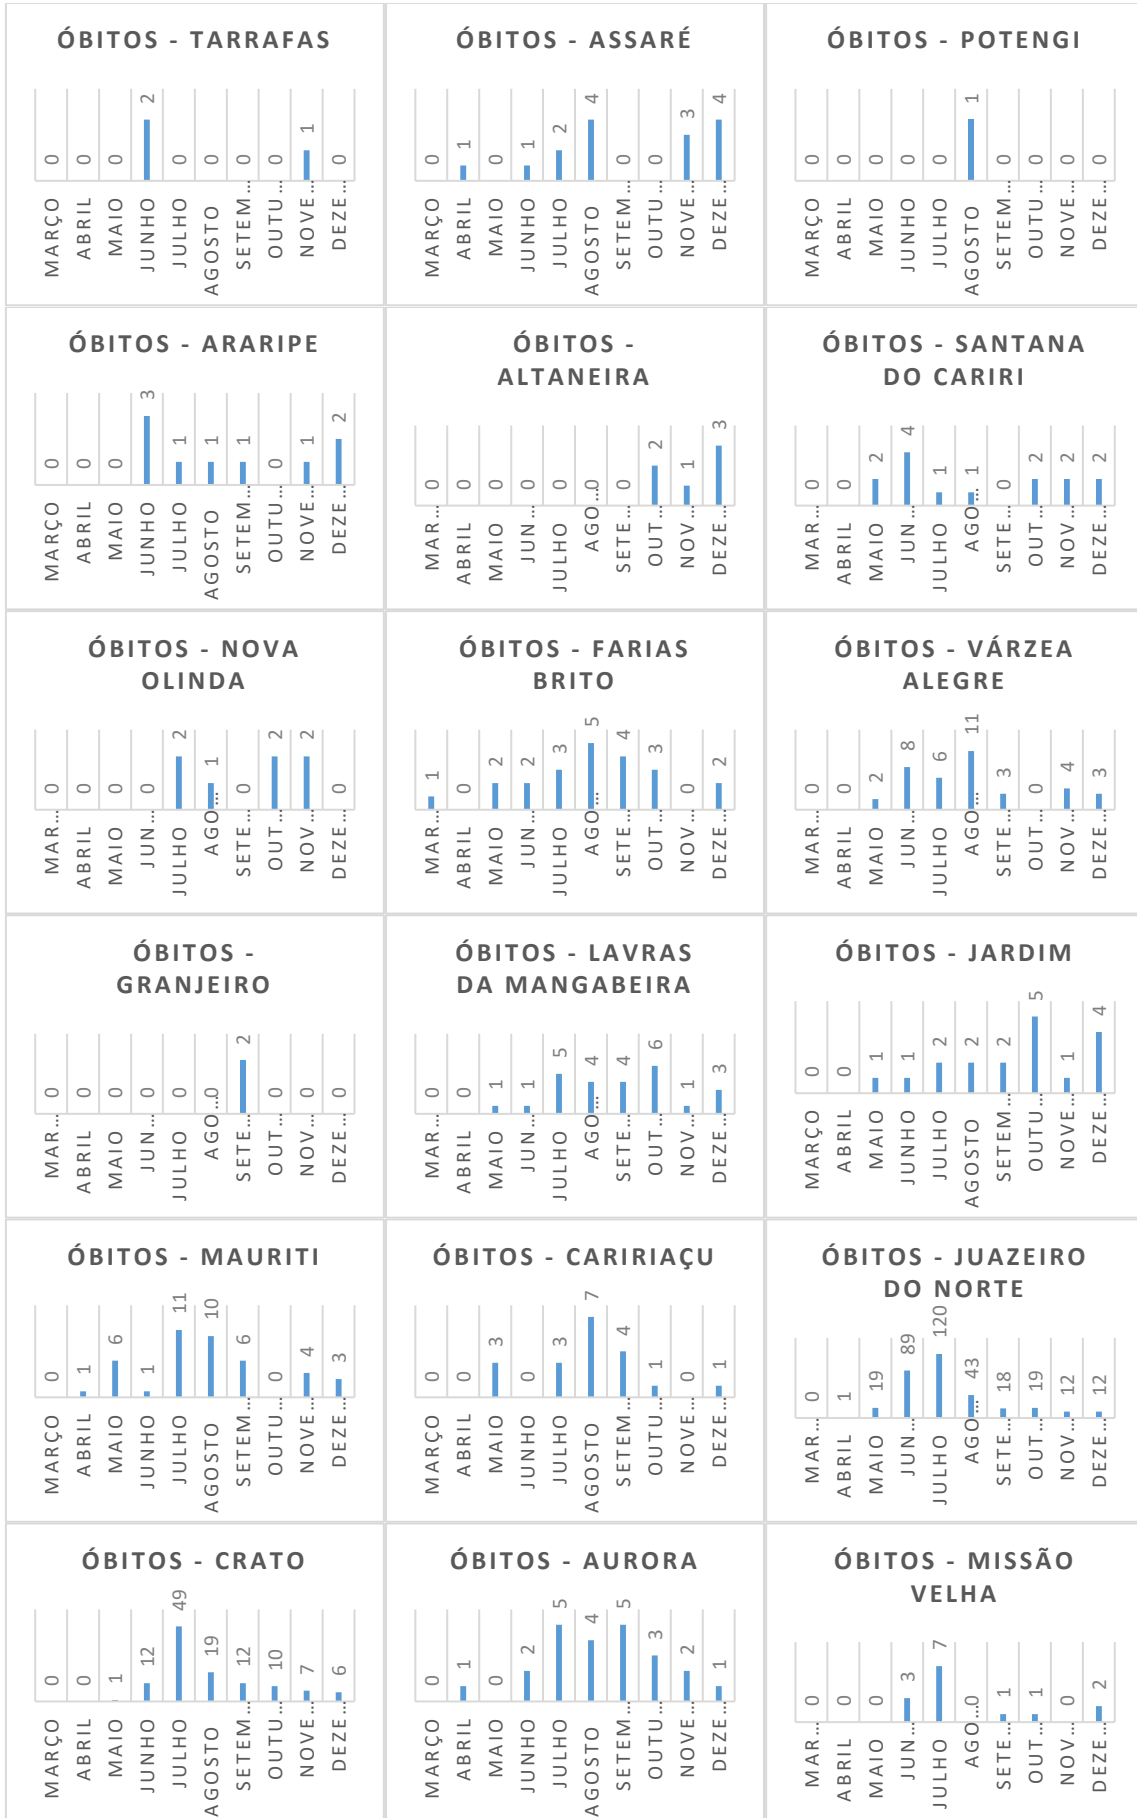 ÓBITOS - TARRAFAS
0 0 0 2 0 0 0 0 1 0
MARÇO ABRIL MAIO JUNHO JULHO AGOSTO SETEM... OUTU... NOVE... DEZE...
ÓBITOS - ASSARÉ
0 1 0 1 2 4 0 0 3 4
MARÇO ABRIL MAIO JUNHO JULHO AGOSTO SETEM... OUTU... NOVE... DEZE...
ÓBITOS - POTENGI
0 0 0 0 0 1 0 0 0 0
MARÇO ABRIL MAIO JUNHO JULHO AGOSTO SETEM... OUTU... NOVE... DEZE...
ÓBITOS - ARARIPE
0 0 0 3 1 1 1 0 1 2
MARÇO ABRIL MAIO JUNHO JULHO AGOSTO SETEM... OUTU... NOVE... DEZE...
ÓBITOS -
ALTANEIRA
0 0 0 0 0 0 0 2 1 3
MAR... ABRIL MAIO JUN... JULHO AGO... SETE... OUT... NOV... DEZE...
ÓBITOS - SANTANA
DO CARIRI
0 0 2 4 1 1 0 2 2 2
MAR... ABRIL MAIO JUN... JULHO AGO... SETE... OUT... NOV... DEZE...
ÓBITOS - NOVA
OLINDA
0 0 0 0 2 1 0 2 2 0
MAR... ABRIL MAIO JUN... JULHO AGO... SETE... OUT... NOV... DEZE...
ÓBITOS - FARIAS
BRITO
1 0 2 2 3 5 4 3 0 2
MAR... ABRIL MAIO JUN... JULHO AGO... SETE... OUT... NOV... DEZE...
ÓBITOS - VÁRZEA
ALEGRE
0 0 2 8 6 11 3 0 4 3
MAR... ABRIL MAIO JUN... JULHO AGO... SETE... OUT... NOV... DEZE...
ÓBITOS -
GRANJEIRO
0 0 0 0 0 0 2 0 0 0
MAR... ABRIL MAIO JUN... JULHO AGO... SETE... OUT... NOV... DEZE...
ÓBITOS - LAVRAS
DA MANGABEIRA
0 0 1 1 5 4 4 6 1 3
MAR... ABRIL MAIO JUN... JULHO AGO... SETE... OUT... NOV... DEZE...
ÓBITOS - JARDIM
0 0 1 1 2 2 2 5 1 4
MARÇO ABRIL MAIO JUNHO JULHO AGOSTO SETEM... OUTU... NOVE... DEZE...
ÓBITOS - MAURITI
0 1 6 1 11 10 6 0 4 3
MARÇO ABRIL MAIO JUNHO JULHO AGOSTO SETEM... OUTU... NOVE... DEZE...
ÓBITOS - CARIRIAÇU
0 0 3 0 3 7 4 1 0 1
MARÇO ABRIL MAIO JUNHO JULHO AGOSTO SETEM... OUTU... NOVE... DEZE...
ÓBITOS - JUAZEIRO
DO NORTE
0 1 19 89 120 43 18 19 12 12
MAR... ABRIL MAIO JUN... JULHO AGO... SETE... OUT... NOV... DEZE...
ÓBITOS - CRATO
0 0 1 12 49 19 12 10 7 6
MARÇO ABRIL MAIO JUNHO JULHO AGOSTO SETEM... OUTU... NOVE... DEZE...
ÓBITOS - AURORA
0 1 0 2 5 4 5 3 2 1
MARÇO ABRIL MAIO JUNHO JULHO AGOSTO SETEM... OUTU... NOVE... DEZE...
ÓBITOS - MISSÃO
VELHA
0 0 0 3 7 0 1 1 0 2
MAR... ABRIL MAIO JUN... JULHO AGO... SETE... OUT... NOV... DEZE...